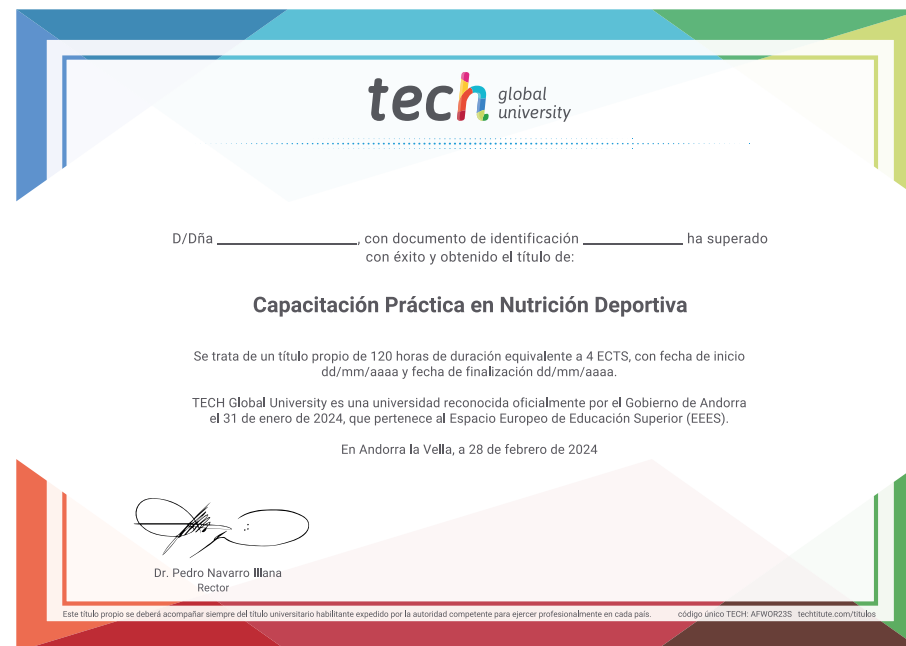 tech global university
D/Dña ________________, con documento de identificación ____________ ha superado
con éxito y obtenido el título de:
Capacitación Práctica en Nutrición Deportiva
Se trata de un título propio de 120 horas de duración equivalente a 4 ECTS, con fecha de inicio
dd/mm/aaaa y fecha de finalización dd/mm/aaaa.
TECH Global University es una universidad reconocida oficialmente por el Gobierno de Andorra
el 31 de enero de 2024, que pertenece al Espacio Europeo de Educación Superior (EEES).
En Andorra la Vella, a 28 de febrero de 2024
Dr. Pedro Navarro Illana
Rector
Este título propio se deberá acompañar siempre del título universitario habilitante expedido por la autoridad competente para ejercer profesionalmente en cada país. código único TECH: AFWOR23S techtitute.com/titulos